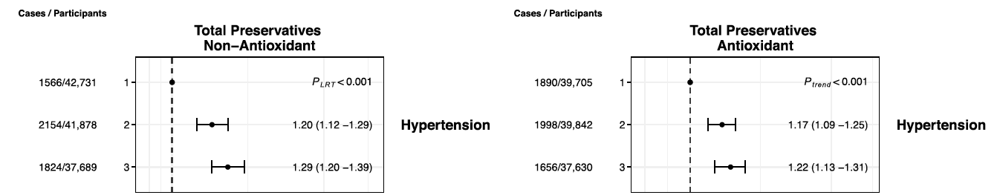 Cases / Participants
Total Preservatives
Non–Antioxidant
1566/42,731 1 P_LRT < 0.001
2154/41,878 2 1.20 (1.12 –1.29)
1824/37,689 3 1.29 (1.20 –1.39)
Hypertension
Cases / Participants
Total Preservatives
Antioxidant
1890/39,705 1 P_trend < 0.001
1998/39,842 2 1.17 (1.09 –1.25)
1656/37,630 3 1.22 (1.13 –1.31)
Hypertension